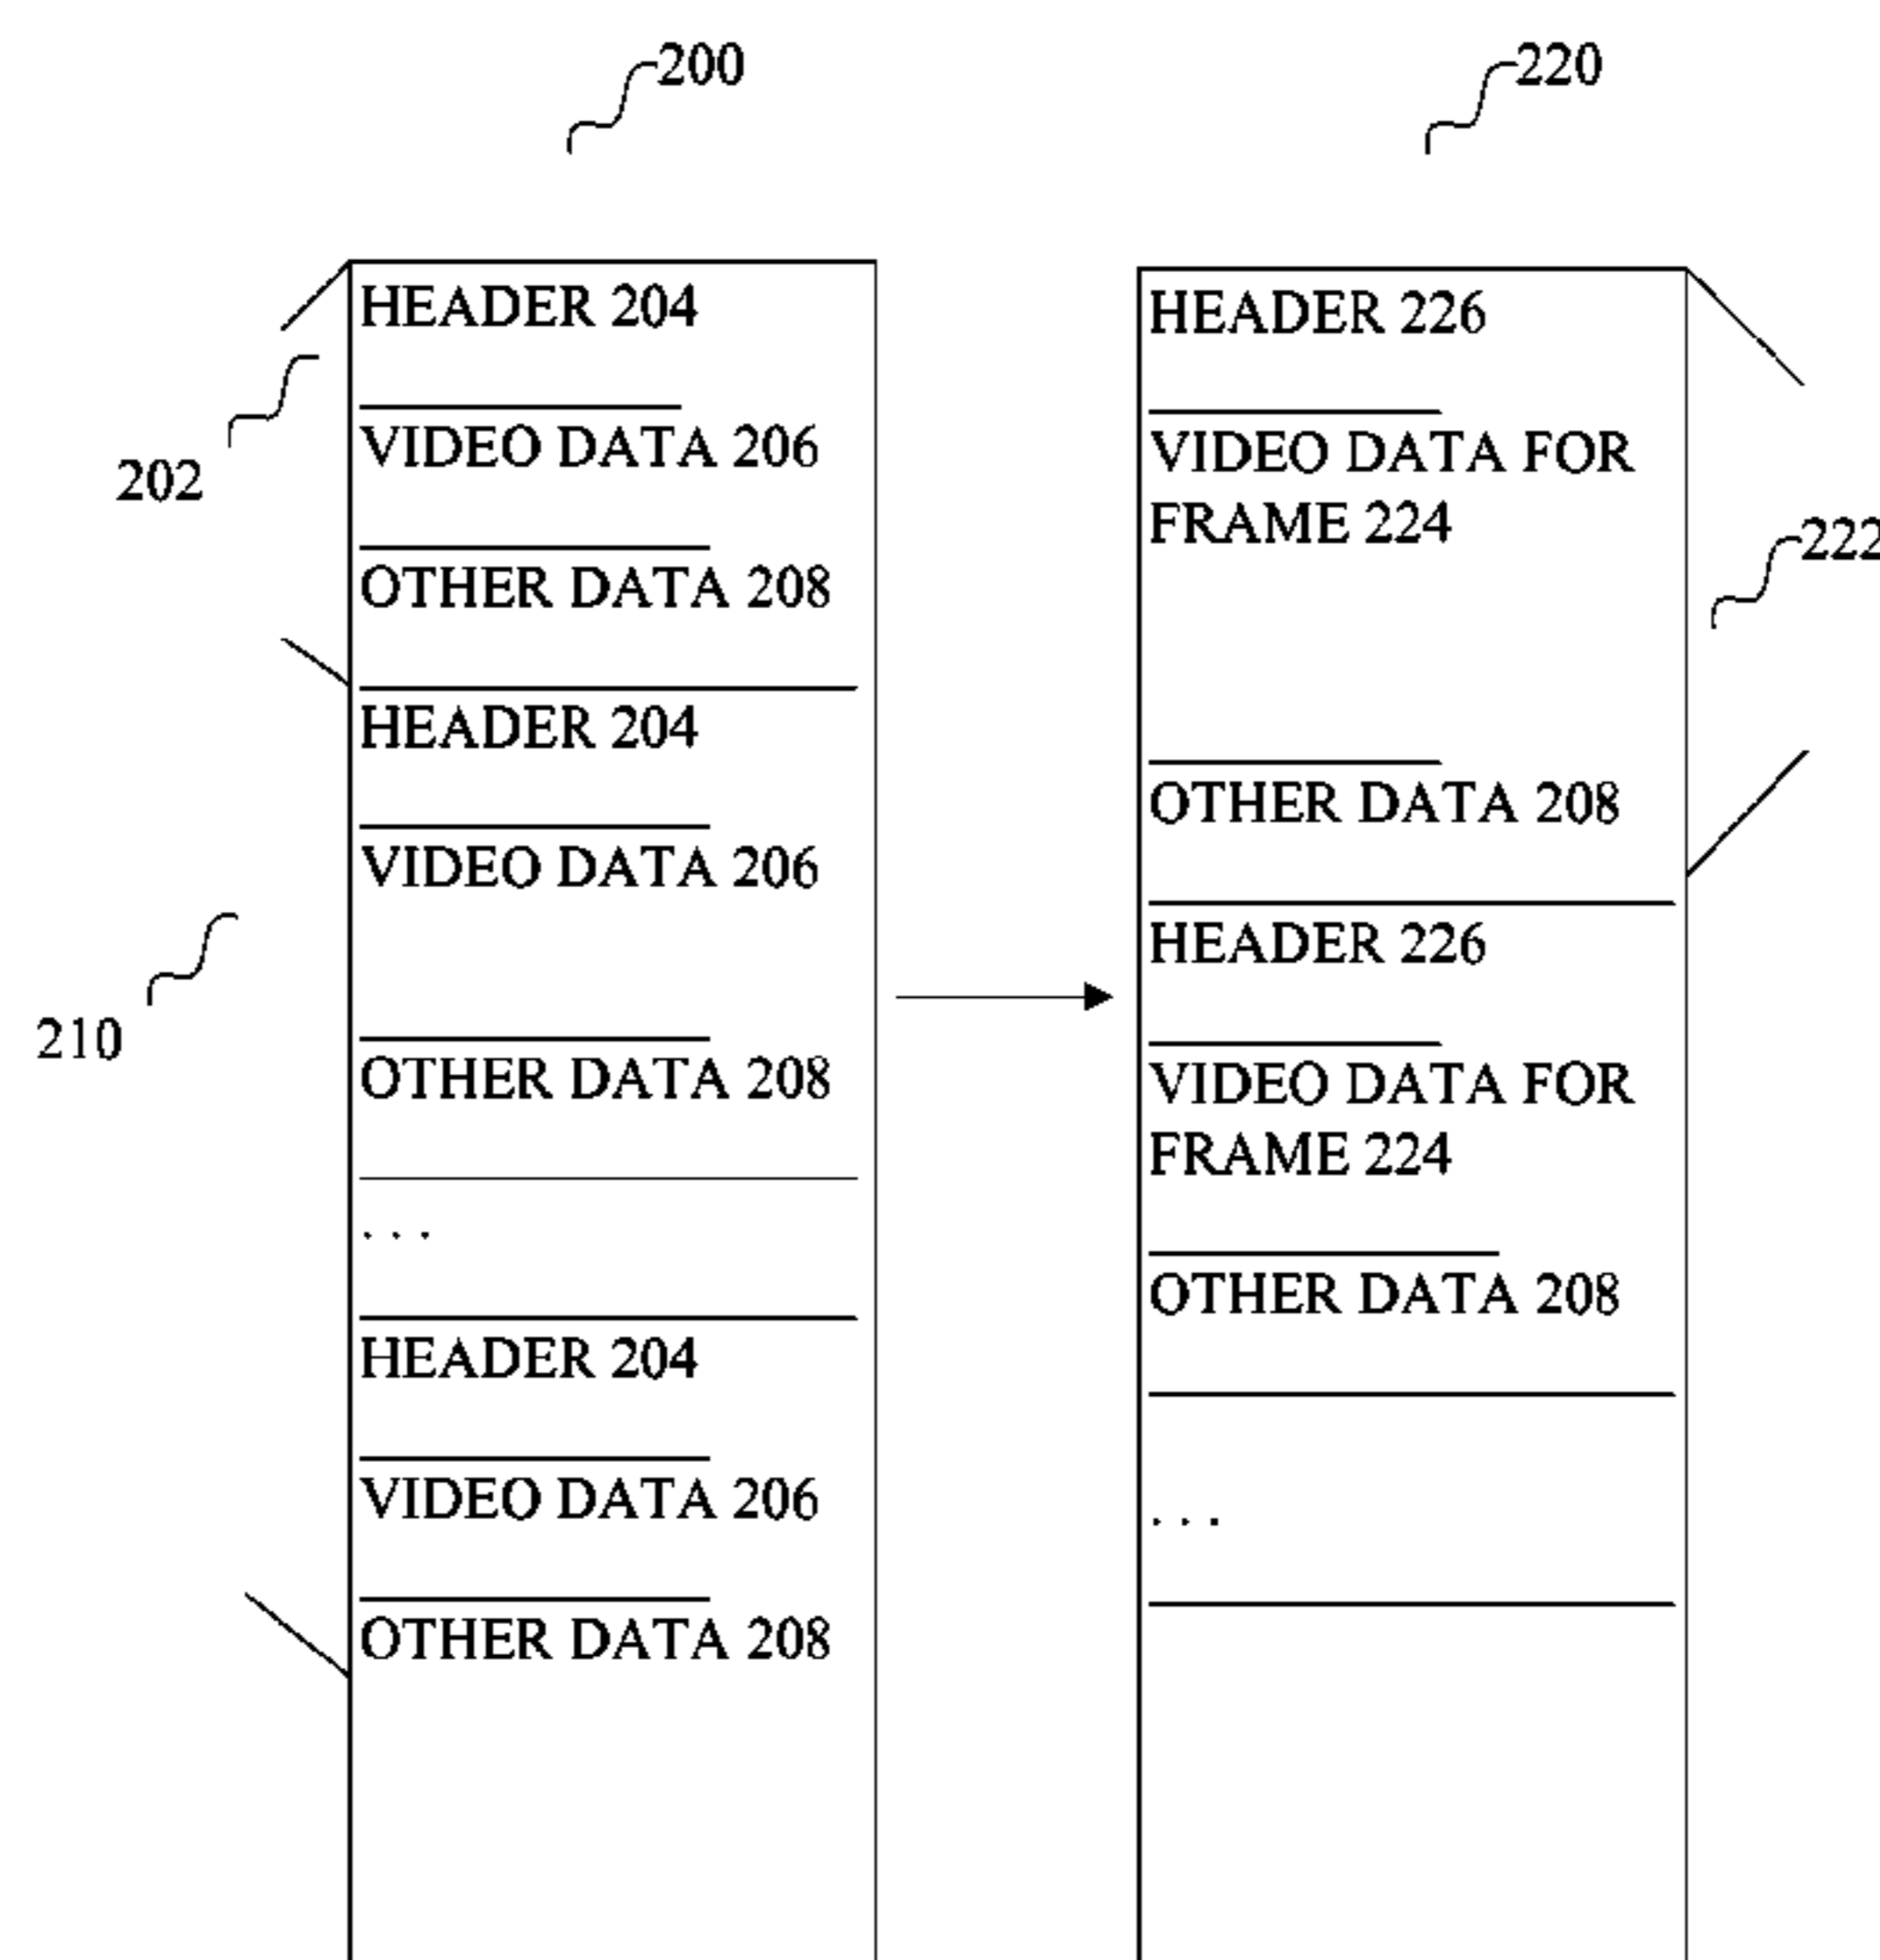 200
220
HEADER 204
VIDEO DATA 206
OTHER DATA 208
HEADER 204
VIDEO DATA 206
OTHER DATA 208
. . .
HEADER 204
VIDEO DATA 206
OTHER DATA 208
202
210
HEADER 226
VIDEO DATA FOR
FRAME 224
OTHER DATA 208
HEADER 226
VIDEO DATA FOR
FRAME 224
OTHER DATA 208
. . .
222